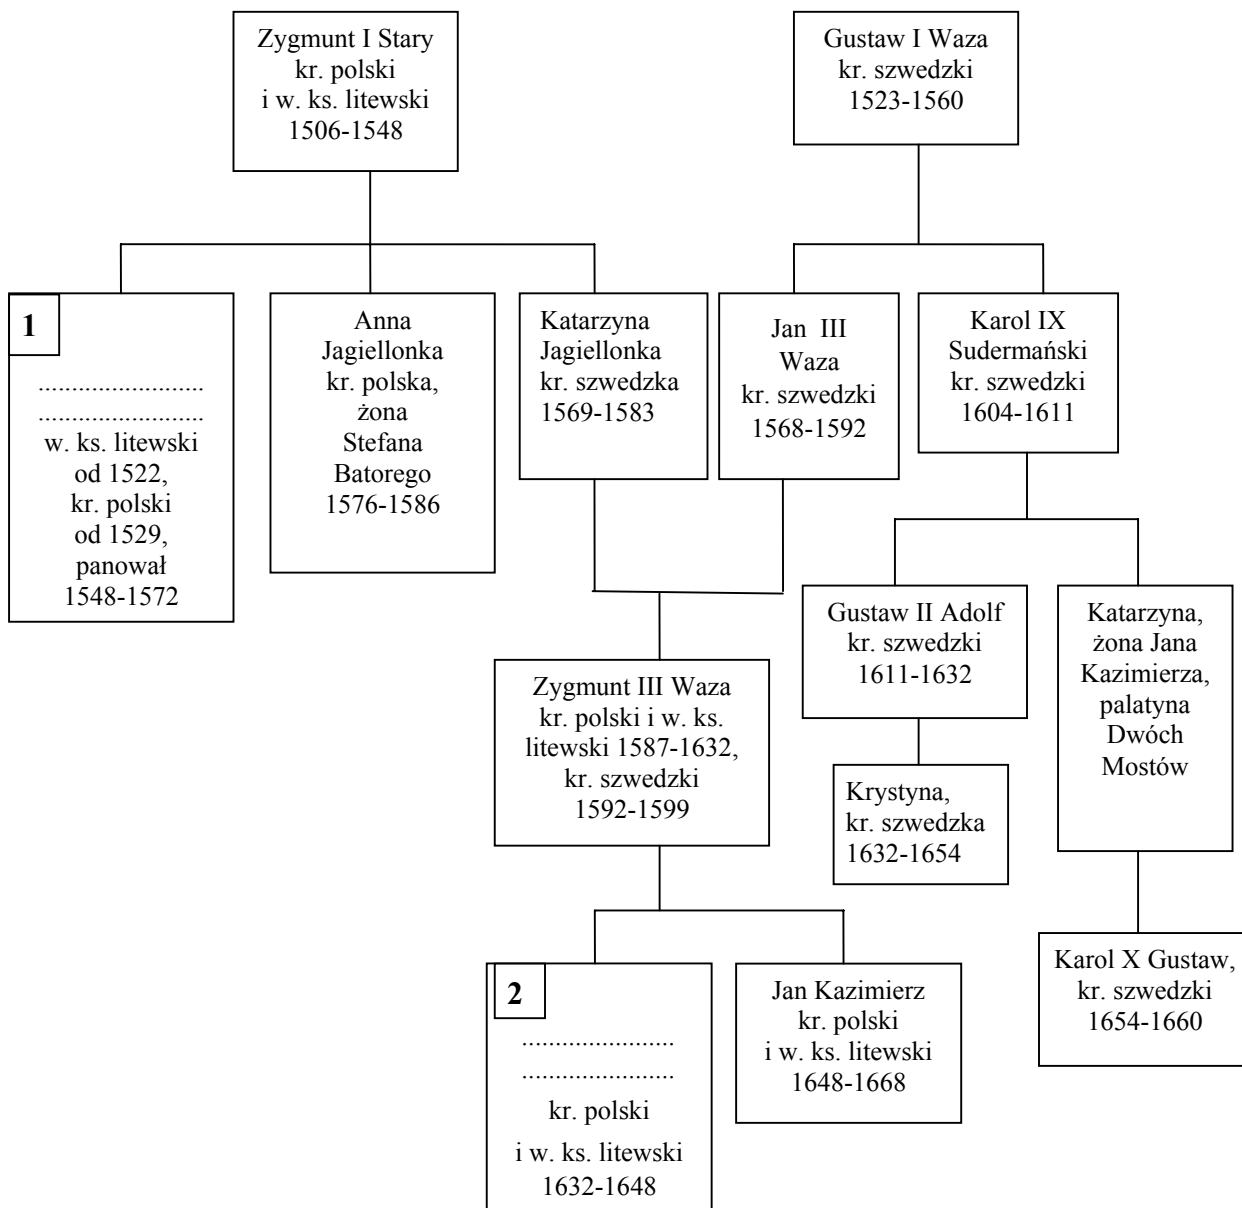 Zygmunt I Stary
kr. polski
i w. ks. litewski
1506-1548
Gustaw I Waza
kr. szwedzki
1523-1560
1
........................
........................
w. ks. litewski
od 1522,
kr. polski
od 1529,
panował
1548-1572
Anna
Jagiellonka
kr. polska,
żona
Stefana
Batorego
1576-1586
Katarzyna
Jagiellonka
kr. szwedzka
1569-1583
Jan III
Waza
kr. szwedzki
1568-1592
Karol IX
Sudermański
kr. szwedzki
1604-1611
Gustaw II Adolf
kr. szwedzki
1611-1632
Katarzyna,
żona Jana
Kazimierza,
palatyna
Dwóch
Mostów
Zygmunt III Waza
kr. polski i w. ks.
litewski 1587-1632,
kr. szwedzki
1592-1599
Krystyna,
kr. szwedzka
1632-1654
2
......................
......................
kr. polski
i w. ks. litewski
1632-1648
Jan Kazimierz
kr. polski
i w. ks. litewski
1648-1668
Karol X Gustaw,
kr. szwedzki
1654-1660